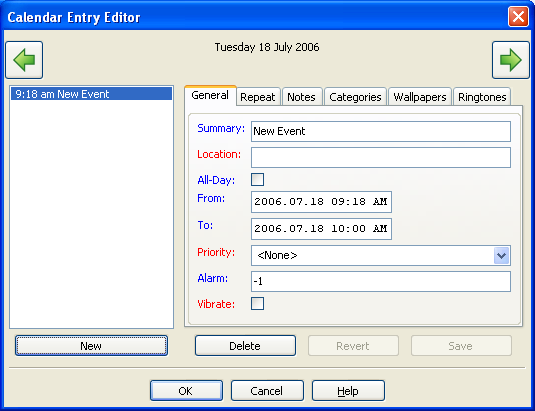 Calendar Entry Editor
Tuesday 18 July 2006
9:18 am New Event
General Repeat Notes Categories Wallpapers Ringtones
Summary: New Event
Location:
All-Day:
From: 2006.07.18 09:18 AM
To: 2006.07.18 10:00 AM
Priority: <None>
Alarm: -1
Vibrate:
New Delete Revert Save
OK Cancel Help